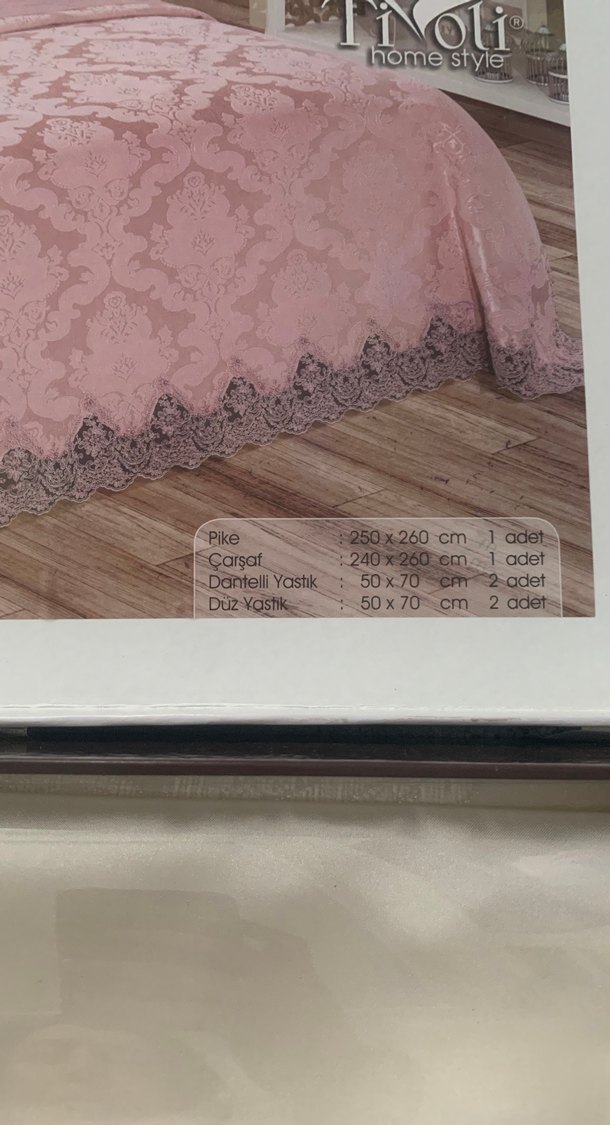 Tivoli®
home style
Pike : 250 x 260 cm 1 adet
Çarşaf : 240 x 260 cm 1 adet
Dantelli Yastık : 50 x 70 cm 2 adet
Düz Yastık : 50 x 70 cm 2 adet